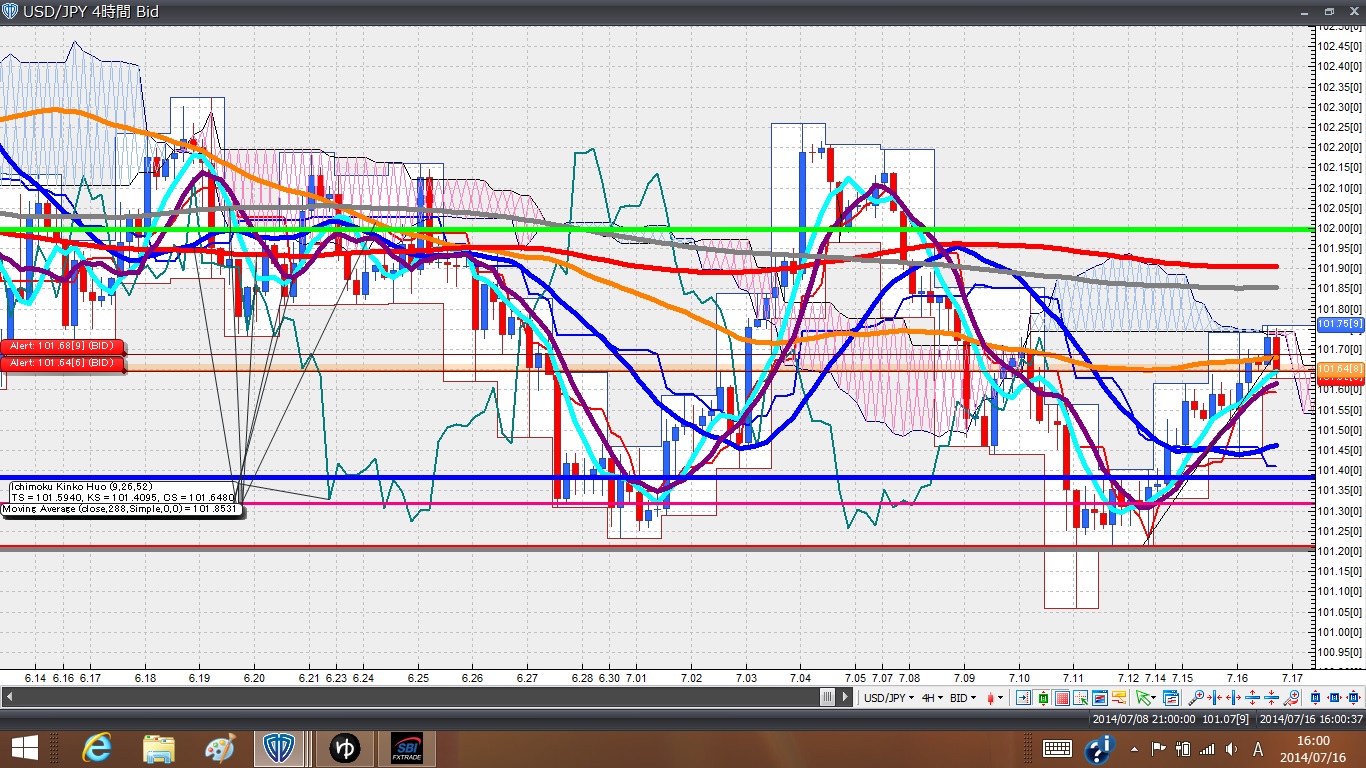 USD/JPY 4時間 Bid
102.45[0]
102.40[0]
102.35[0]
102.30[0]
102.25[0]
102.20[0]
102.15[0]
102.10[0]
102.05[0]
102.00[0]
101.95[0]
101.90[0]
101.85[0]
101.80[0]
101.75[9]
101.70[0]
101.64[8]
101.60[0]
101.55[0]
101.50[0]
101.45[0]
101.40[0]
101.35[0]
101.30[0]
101.25[0]
101.20[0]
101.15[0]
101.10[0]
101.05[0]
101.00[0]
100.95[0]
Alert: 101.68[9] (BID)
Alert: 101.64[6] (BID)
Ichimoku Kinko Huo (9,26,52)
TS = 101.5940, KS = 101.4095, CS = 101.6480
Moving Average (close,288,Simple,0,0) = 101.8531
6.14 6.16 6.17 6.18 6.19 6.20 6.21 6.23 6.24 6.25 6.26 6.27 6.28 6.30 7.01 7.02 7.03 7.04 7.05 7.07 7.08 7.09 7.10 7.11 7.12 7.14 7.15 7.16 7.17
USD/JPY 4H BID
2014/07/08 21:00:00 101.07[9] 2014/07/16 16:00:37
ゆ
SBI
FXTRADE
A
16:00
2014/07/16